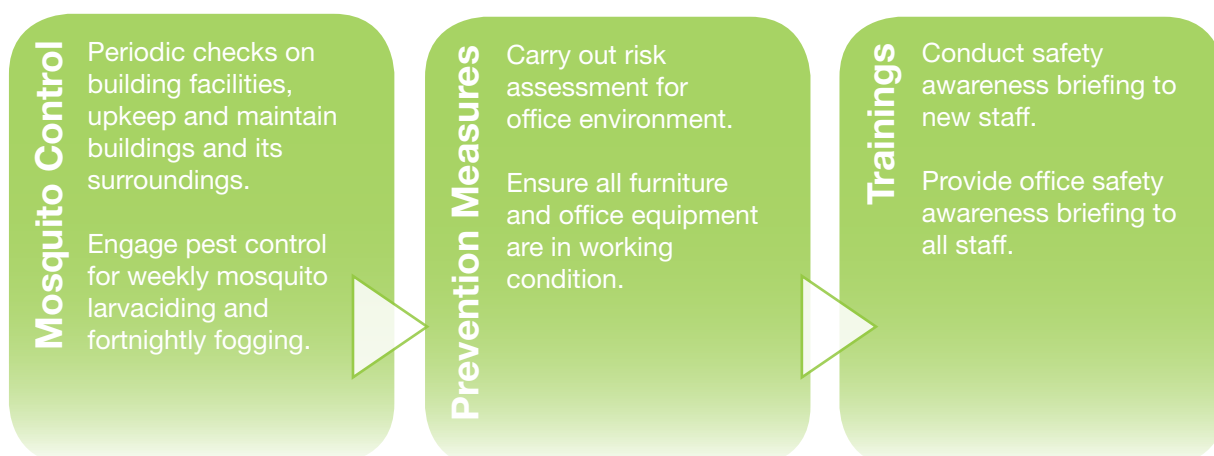 Mosquito Control
Periodic checks on
building facilities,
upkeep and maintain
buildings and its
surroundings.
Engage pest control
for weekly mosquito
larvaciding and
fortnightly fogging.
Prevention Measures
Carry out risk
assessment for
office environment.
Ensure all furniture
and office equipment
are in working
condition.
Trainings
Conduct safety
awareness briefing to
new staff.
Provide office safety
awareness briefing to
all staff.